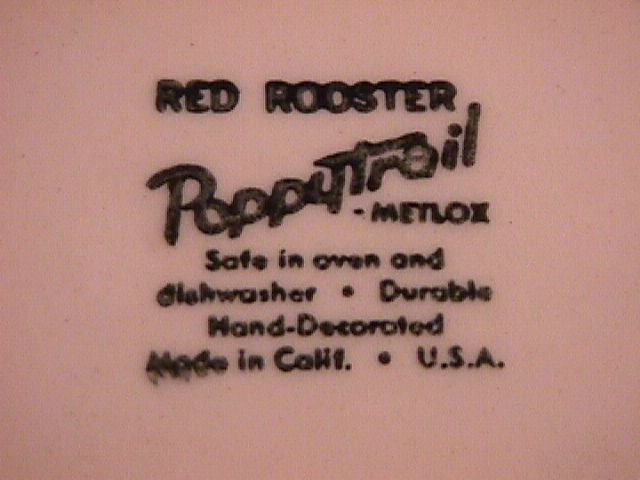 RED ROOSTER
Poppytrail
- METLOX
Safe in oven and
dishwasher • Durable
Hand-Decorated
Made in Calif. • U.S.A.